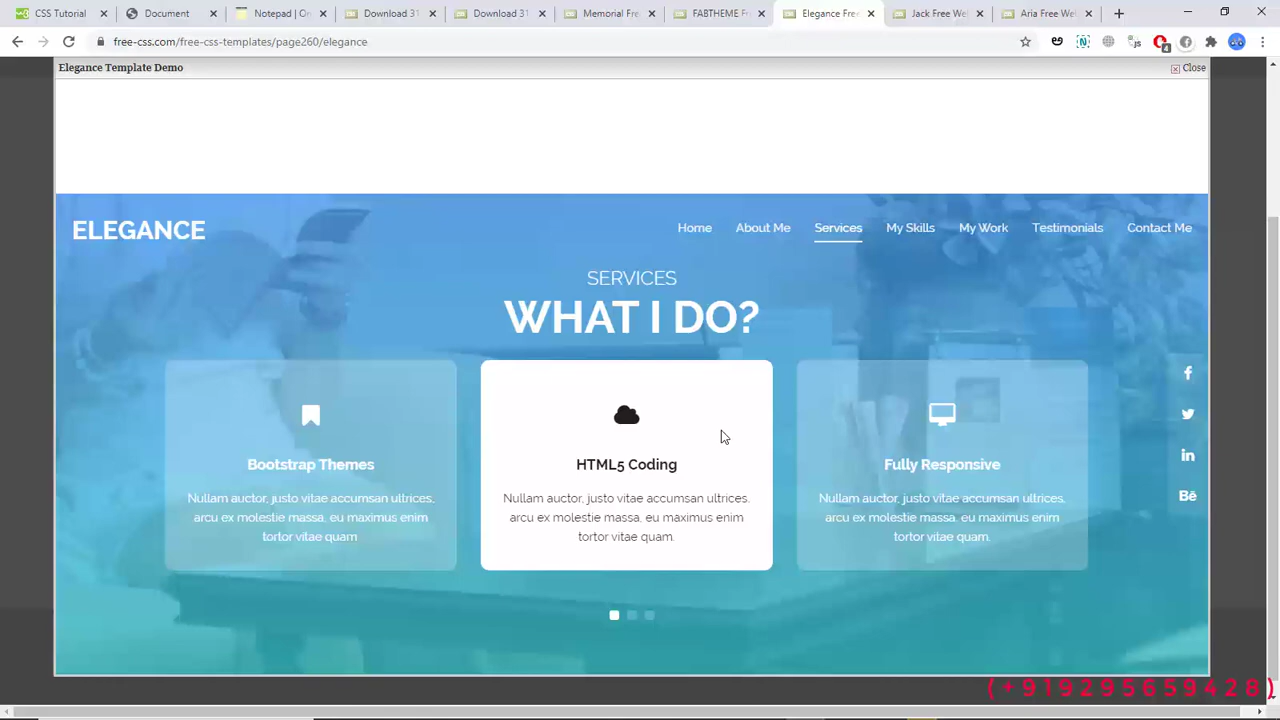 CSS Tutorial
Document
Notepad | On
Download 31
Download 31
Memorial Fre
FABTHEME Fr
Elegance Free
Jack Free Wel
Aria Free Wel
free-css.com/free-css-templates/page260/elegance
4
Elegance Template Demo
Close
ELEGANCE
Home About Me Services My Skills My Work Testimonials Contact Me
SERVICES
WHAT I DO?
Bootstrap Themes
Nullam auctor, justo vitae accumsan ultrices,
arcu ex molestie massa, eu maximus enim
tortor vitae quam
HTML5 Coding
Nullam auctor, justo vitae accumsan ultrices,
arcu ex molestie massa, eu maximus enim
tortor vitae quam.
Fully Responsive
Nullam auctor, justo vitae accumsan ultrices,
arcu ex molestie massa, eu maximus enim
tortor vitae quam.
(+919295659428)